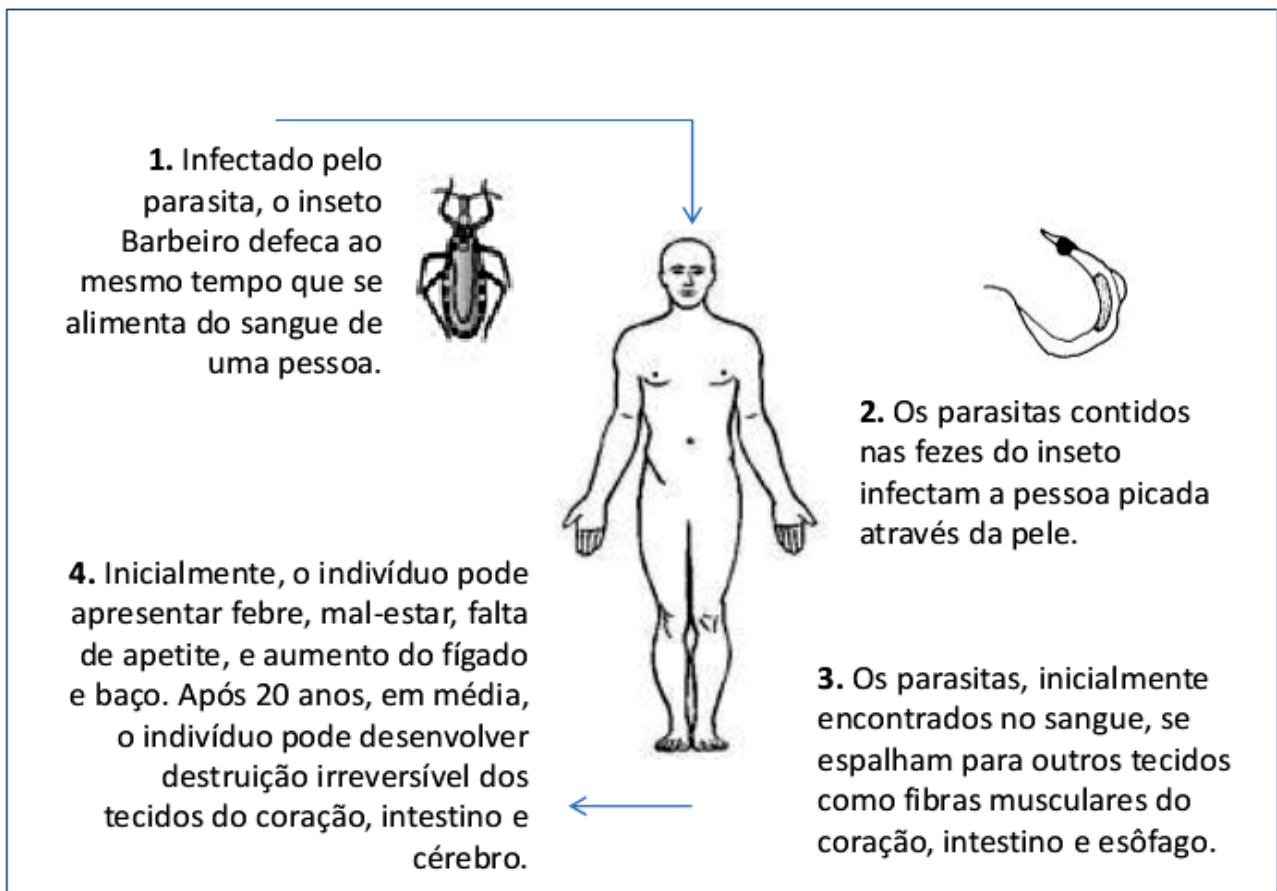 1. Infectado pelo
parasita, o inseto
Barbeiro defeca ao
mesmo tempo que se
alimenta do sangue de
uma pessoa.
2. Os parasitas contidos
nas fezes do inseto
infectam a pessoa picada
através da pele.
3. Os parasitas, inicialmente
encontrados no sangue, se
espalham para outros tecidos
como fibras musculares do
coração, intestino e esôfago.
4. Inicialmente, o indivíduo pode
apresentar febre, mal-estar, falta
de apetite, e aumento do fígado
e baço. Após 20 anos, em média,
o indivíduo pode desenvolver
destruição irreversível dos
tecidos do coração, intestino e
cérebro.